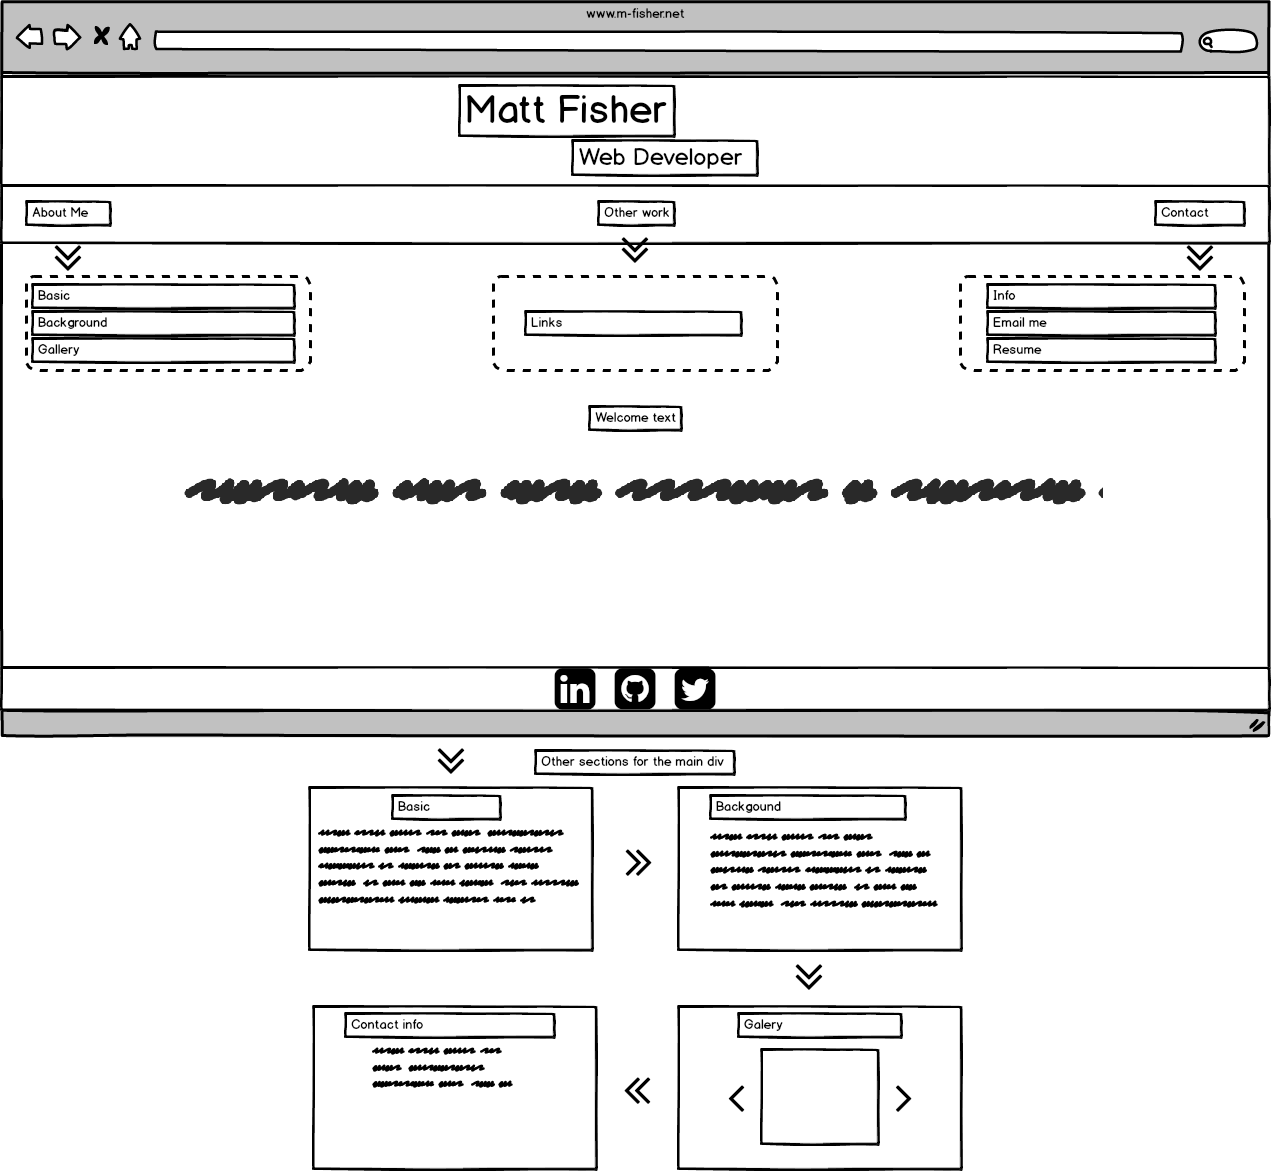 www.m-fisher.net
Matt Fisher
Web Developer
About Me
Other work
Contact
Basic
Background
Gallery
Links
Info
Email me
Resume
Welcome text
in
Other sections for the main div
Basic
Backgound
Contact info
Galery